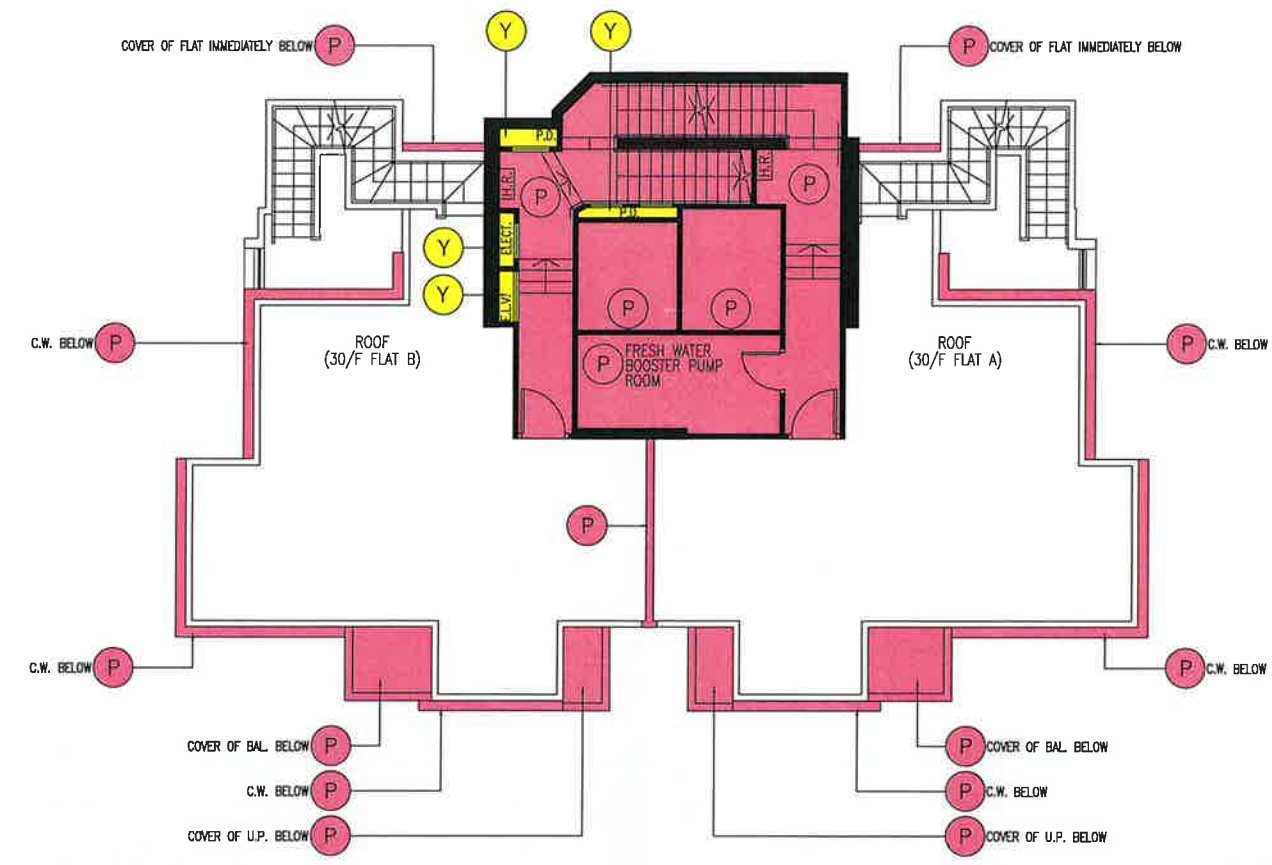 Y
Y
COVER OF FLAT IMMEDIATELY BELOW P
P COVER OF FLAT IMMEDIATELY BELOW
P.D.
H.R.
H.R.
P
P
P.D.
ELECT.
Y
E.L.V.
Y
P
P
C.W. BELOW P
ROOF
(30/F FLAT B)
P FRESH WATER
BOOSTER PUMP
ROOM
ROOF
(30/F FLAT A)
P C.W. BELOW
P
C.W. BELOW P
P C.W. BELOW
COVER OF BAL. BELOW P
P COVER OF BAL. BELOW
C.W. BELOW P
P C.W. BELOW
COVER OF U.P. BELOW P
P COVER OF U.P. BELOW